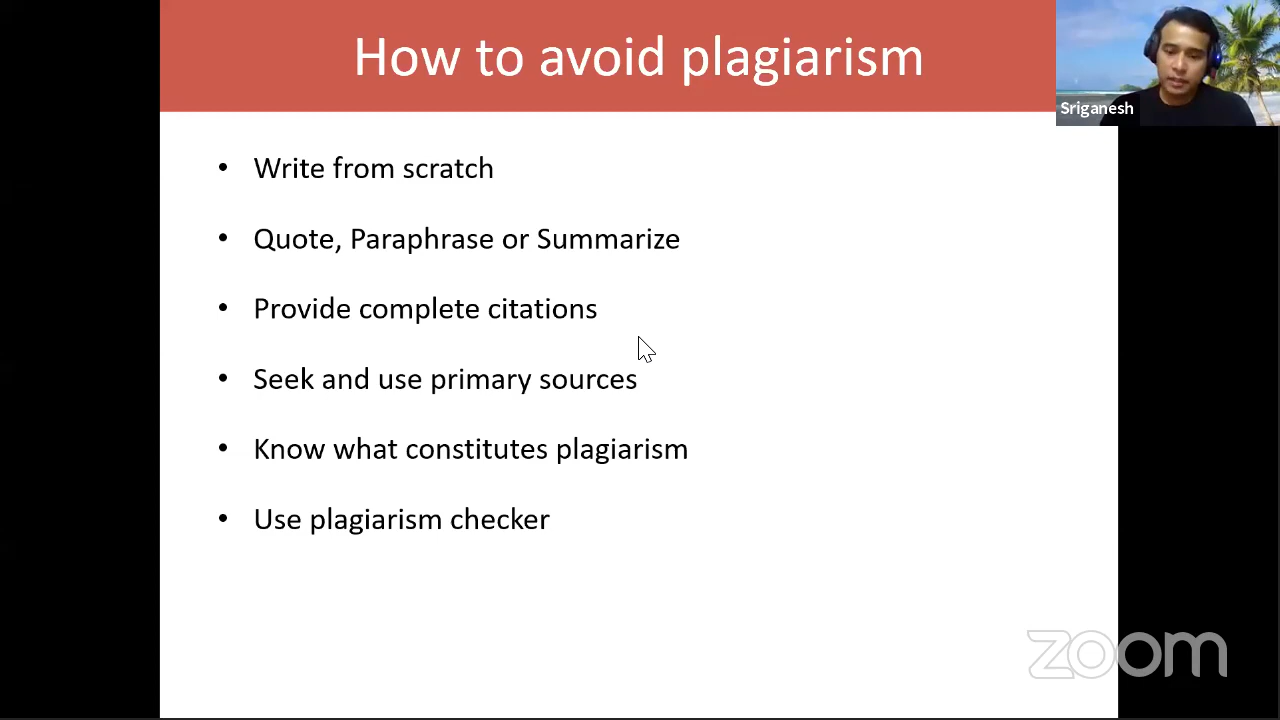 How to avoid plagiarism
Sriganesh
• Write from scratch
• Quote, Paraphrase or Summarize
• Provide complete citations
• Seek and use primary sources
• Know what constitutes plagiarism
• Use plagiarism checker
zoom